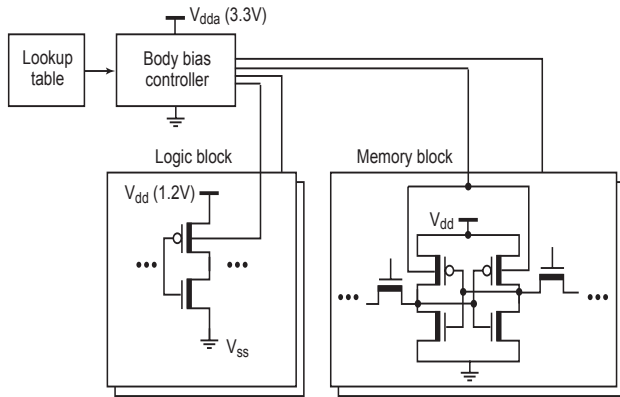 V_dda (3.3V)
Lookup
table
Body bias
controller
Logic block
Memory block
V_dd (1.2V)
V_dd
•••
•••
•••
•••
V_ss